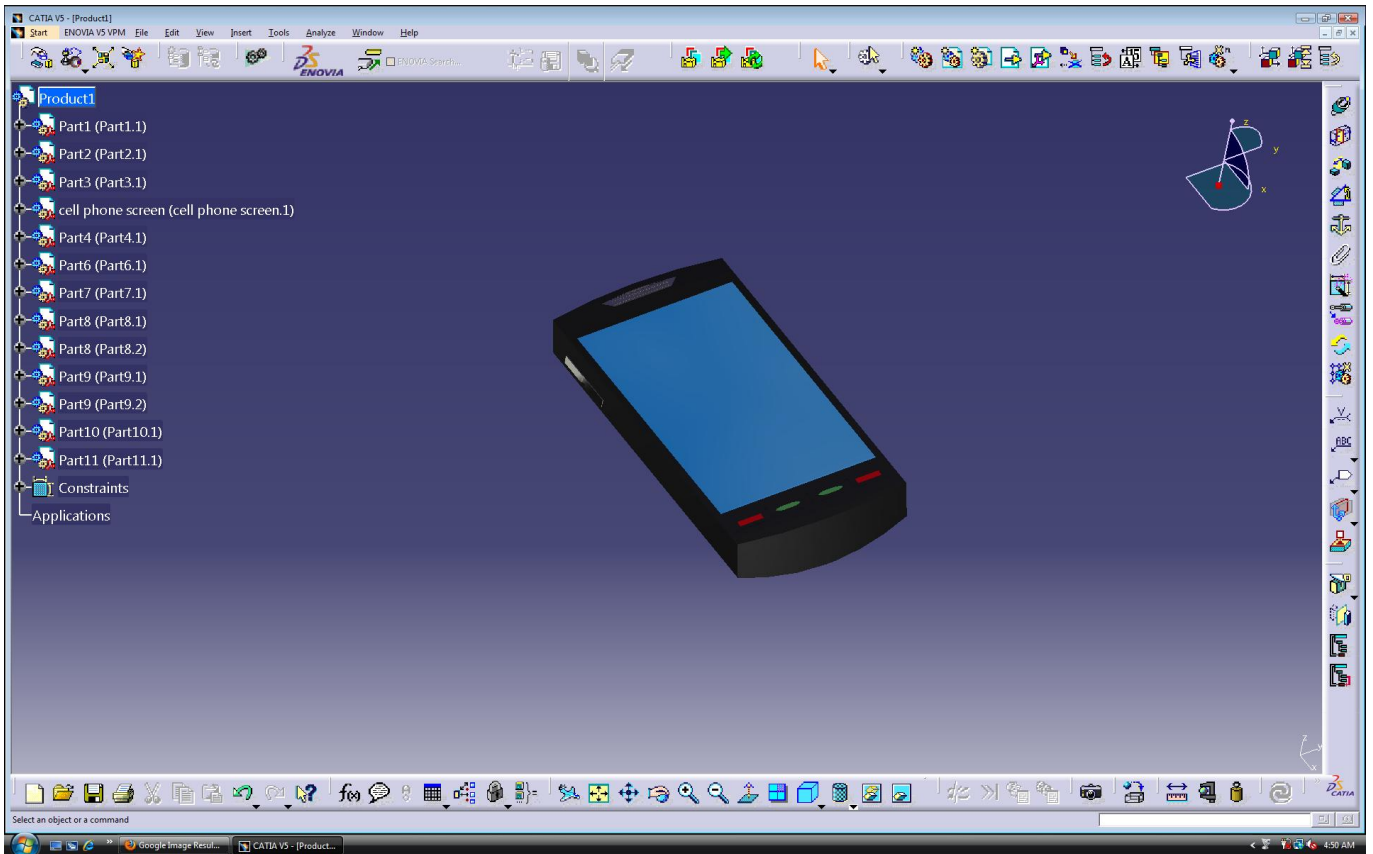 CATIA V5 - [Product1]
Start ENOVIA V5 VPM File Edit View Insert Tools Analyze Window Help
ENOVIA
ENOVIA Search...
Product1
Part1 (Part1.1)
Part2 (Part2.1)
Part3 (Part3.1)
cell phone screen (cell phone screen.1)
Part4 (Part4.1)
Part6 (Part6.1)
Part7 (Part7.1)
Part8 (Part8.1)
Part8 (Part8.2)
Part9 (Part9.1)
Part9 (Part9.2)
Part10 (Part10.1)
Part11 (Part11.1)
Constraints
Applications
z
y
x
ABC
z
y
x
f(x)
CATIA
Select an object or a command
Google Image Resul...
CATIA V5 - [Product...
4:50 AM